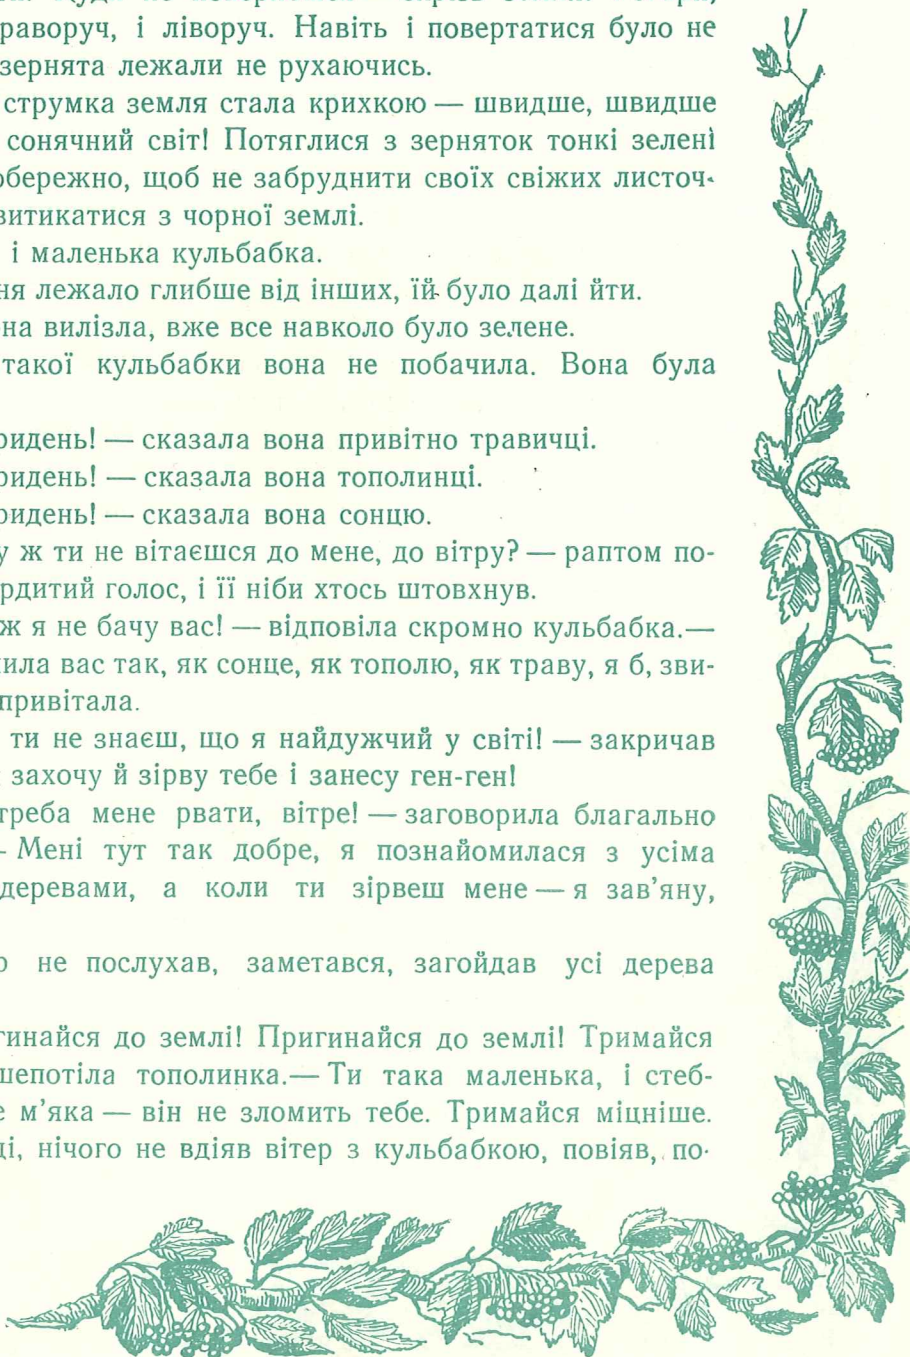 раворуч, і ліворуч. Навіть і повертатися було не
зернята лежали не рухаючись.
струмка земля стала крихкою — швидше, швидше
сонячний світ! Потяглися з зерняток тонкі зелені
обережно, щоб не забруднити своїх свіжих листоч-
витикатися з чорної землі.
і маленька кульбабка.
ня лежало глибше від інших, їй було далі йти.
на вилізла, вже все навколо було зелене.
такої кульбабки вона не побачила. Вона була
ридень! — сказала вона привітно травичці.
ридень! — сказала вона тополинці.
ридень! — сказала вона сонцю.
у ж ти не вітаєшся до мене, до вітру? — раптом по-
рдитий голос, і її ніби хтось штовхнув.
ж я не бачу вас! — відповіла скромно кульбабка.—
ила вас так, як сонце, як тополю, як траву, я б, зви-
привітала.
ти не знаєш, що я найдужчий у світі! — закричав
захочу й зірву тебе і занесу ген-ген!
треба мене рвати, вітре! — заговорила благально
— Мені тут так добре, я познайомилася з усіма
деревами, а коли ти зірвеш мене — я зав'яну,
не послухав, заметався, загойдав усі дерева
гинайся до землі! Пригинайся до землі! Тримайся
шепотіла тополинка.— Ти така маленька, і стеб-
е м'яка — він не зломить тебе. Тримайся міцніше.
ці, нічого не вдіяв вітер з кульбабкою, повіяв, по-